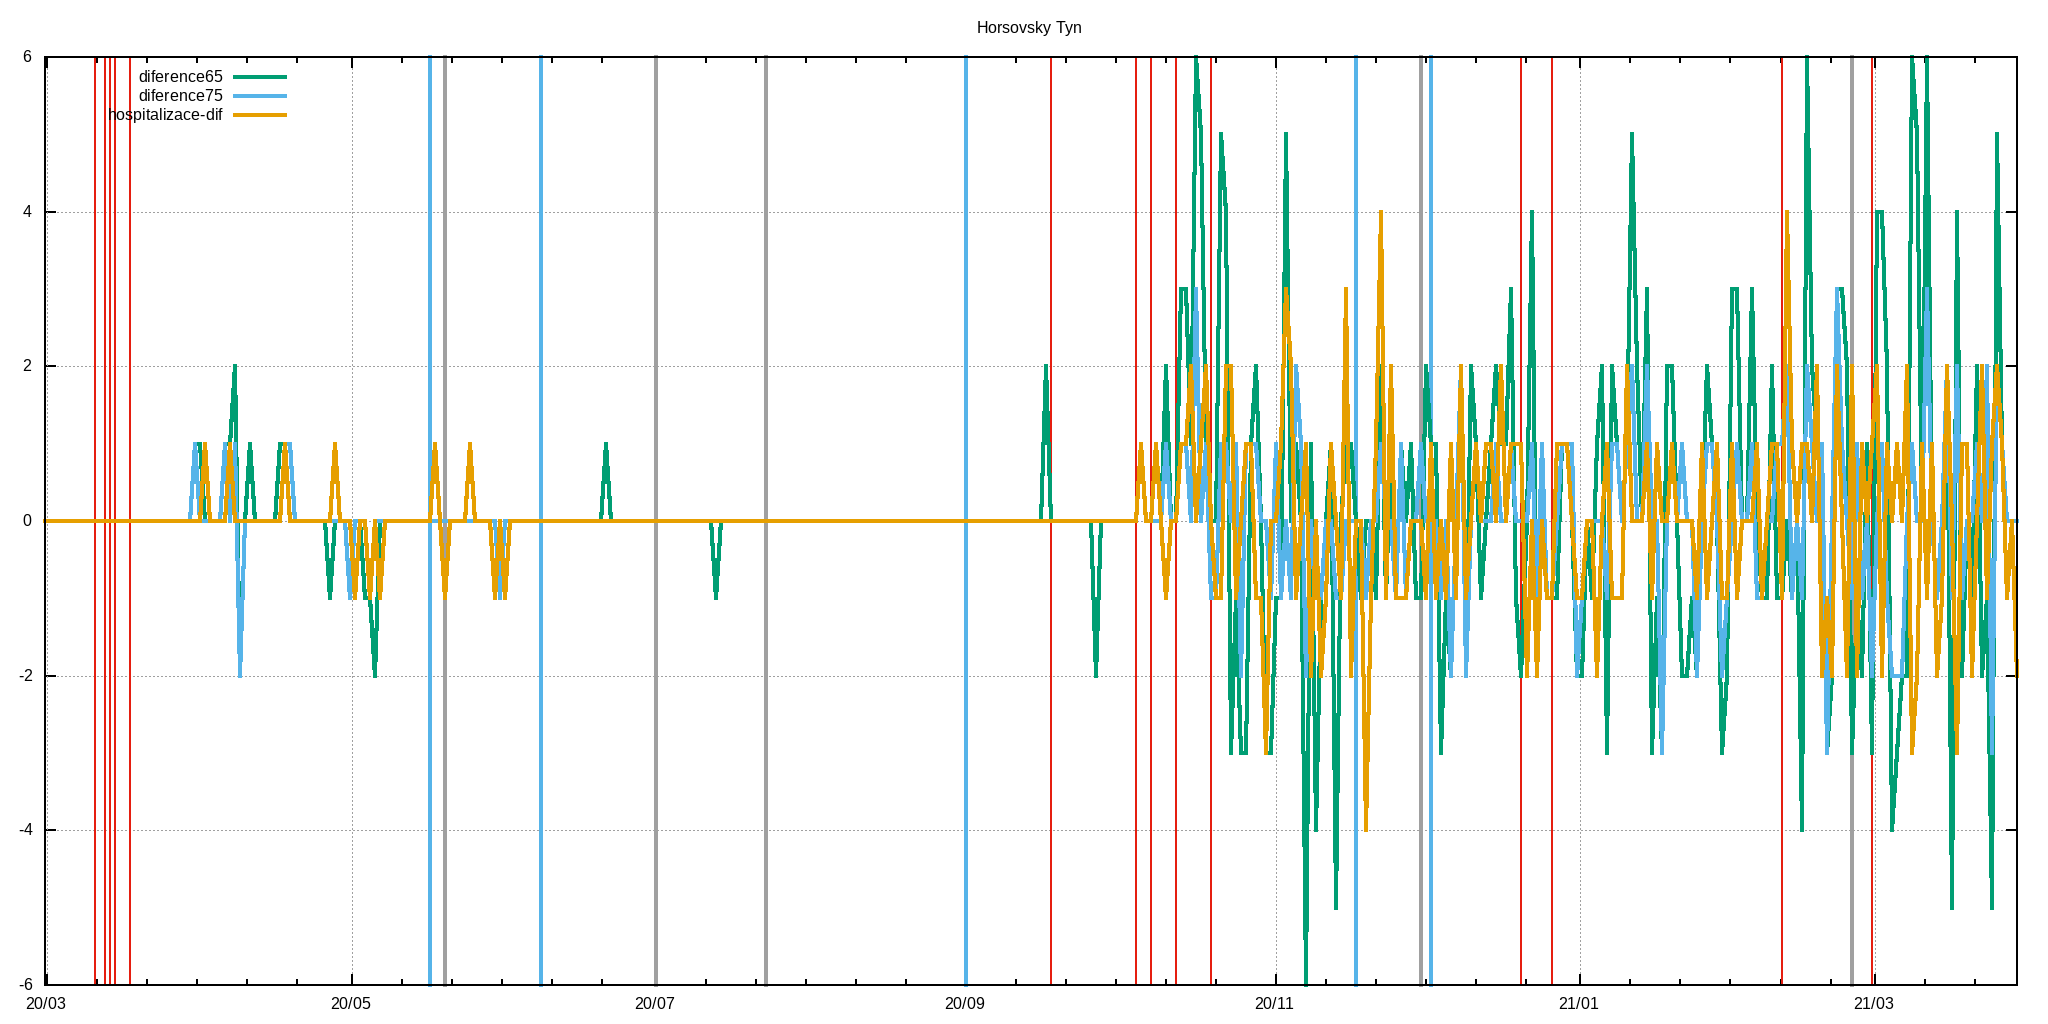 Horsovsky Tyn
diference65
diference75
hospitalizace-dif
6
4
2
0
-2
-4
-6
20/03 20/05 20/07 20/09 20/11 21/01 21/03